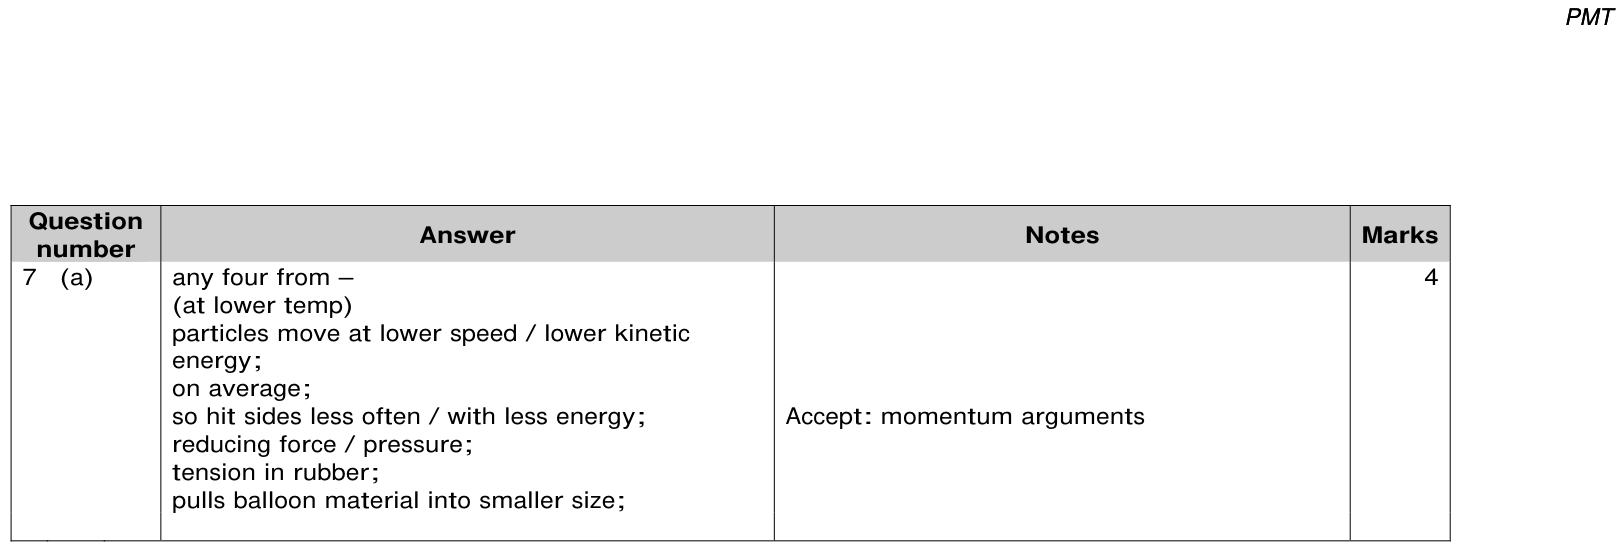 PMT
Question number Answer Notes Marks
7 (a) any four from – 4
(at lower temp)
particles move at lower speed / lower kinetic
energy;
on average;
so hit sides less often / with less energy; Accept: momentum arguments
reducing force / pressure;
tension in rubber;
pulls balloon material into smaller size;